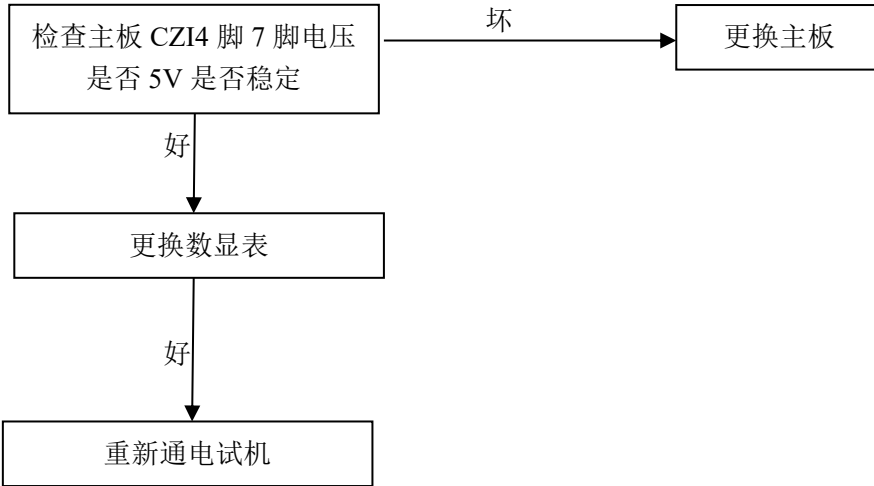 检查主板 CZI4 脚 7 脚电压
是否 5V 是否稳定
坏
更换主板
好
更换数显表
好
重新通电试机